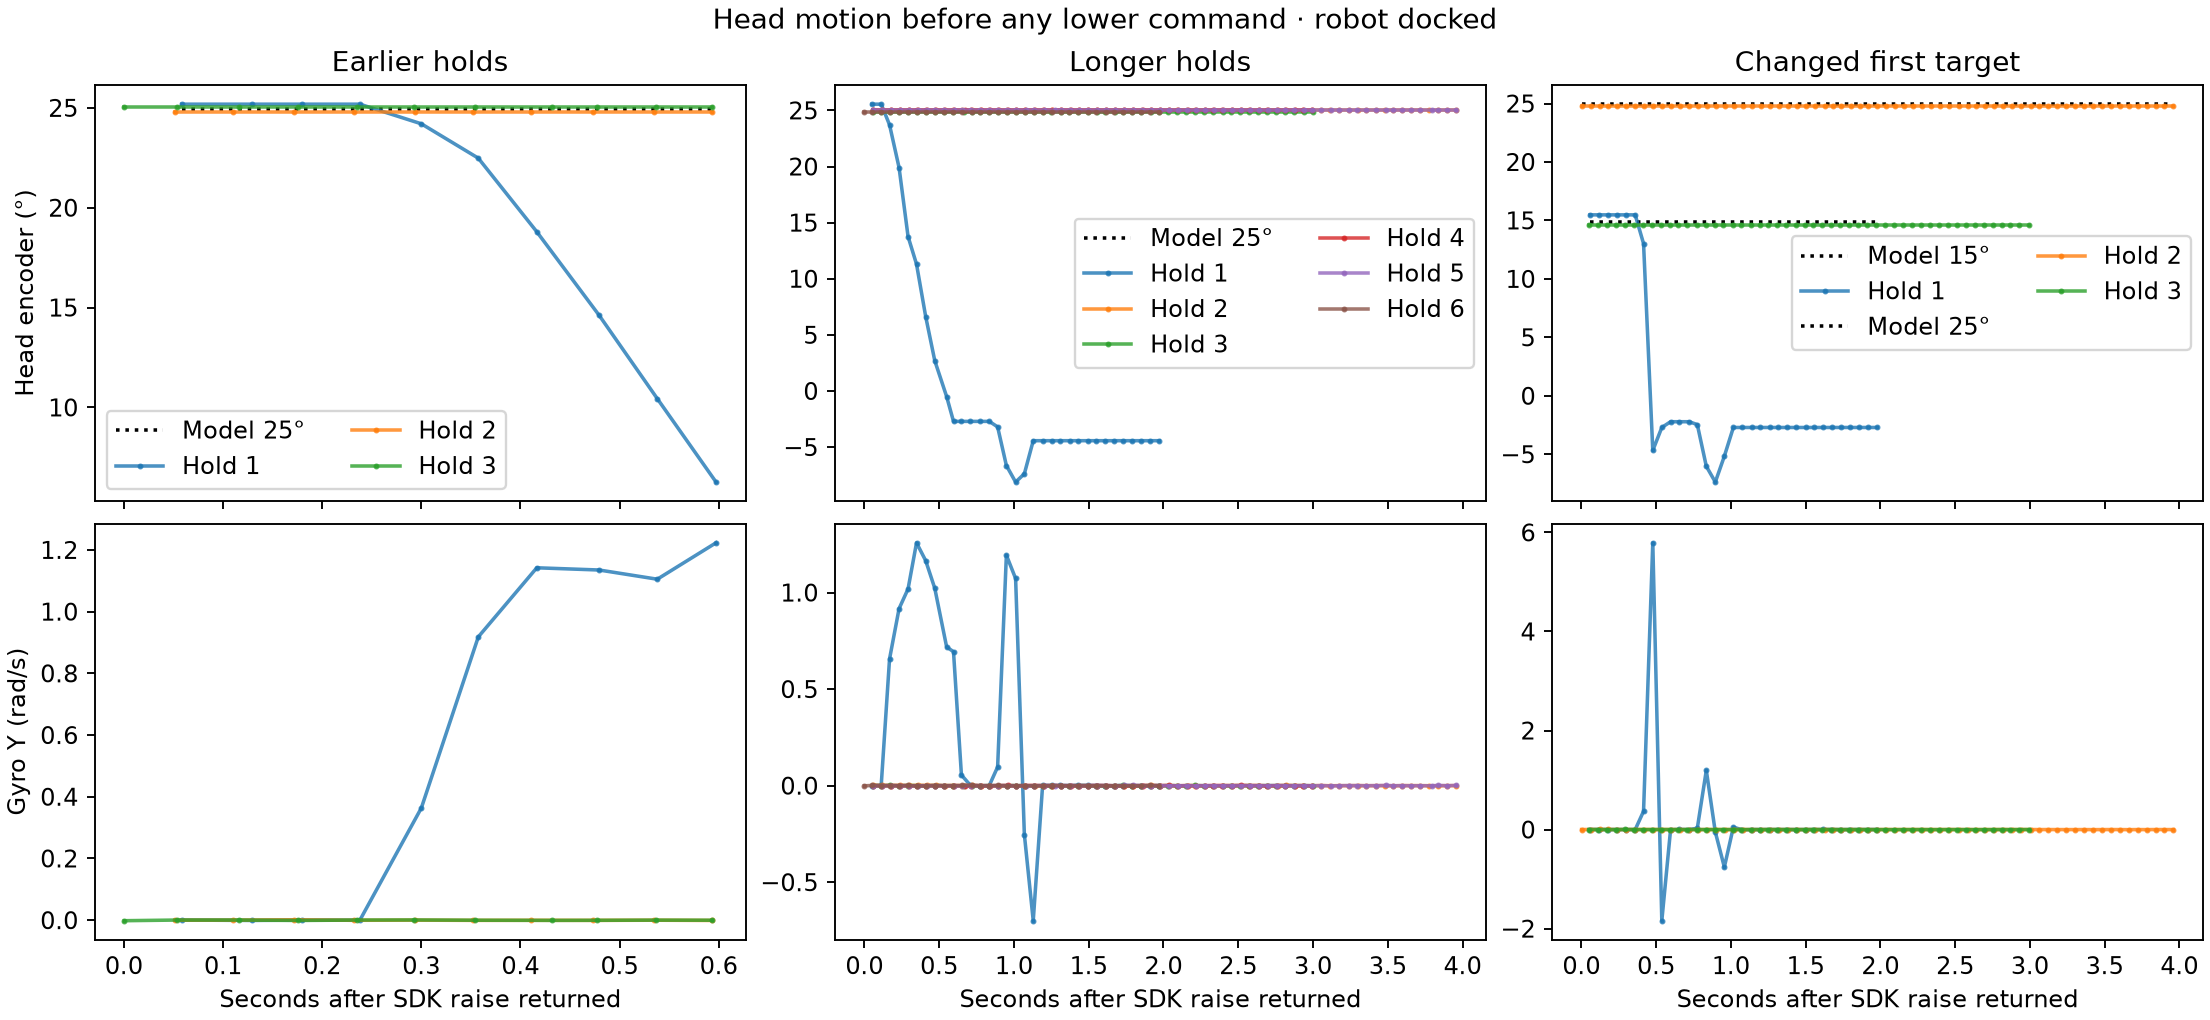 Head motion before any lower command · robot docked
Earlier holds
Head encoder (°)
25
20
15
10
Model 25°
Hold 1
Hold 2
Hold 3
Longer holds
25
20
15
10
5
0
−5
Model 25°
Hold 1
Hold 2
Hold 3
Hold 4
Hold 5
Hold 6
Changed first target
25
20
15
10
5
0
−5
Model 15°
Hold 1
Model 25°
Hold 2
Hold 3
Gyro Y (rad/s)
1.2
1.0
0.8
0.6
0.4
0.2
0.0
0.0 0.1 0.2 0.3 0.4 0.5 0.6
Seconds after SDK raise returned
1.0
0.5
0.0
−0.5
0.0 0.5 1.0 1.5 2.0 2.5 3.0 3.5 4.0
Seconds after SDK raise returned
6
4
2
0
−2
0.0 0.5 1.0 1.5 2.0 2.5 3.0 3.5 4.0
Seconds after SDK raise returned